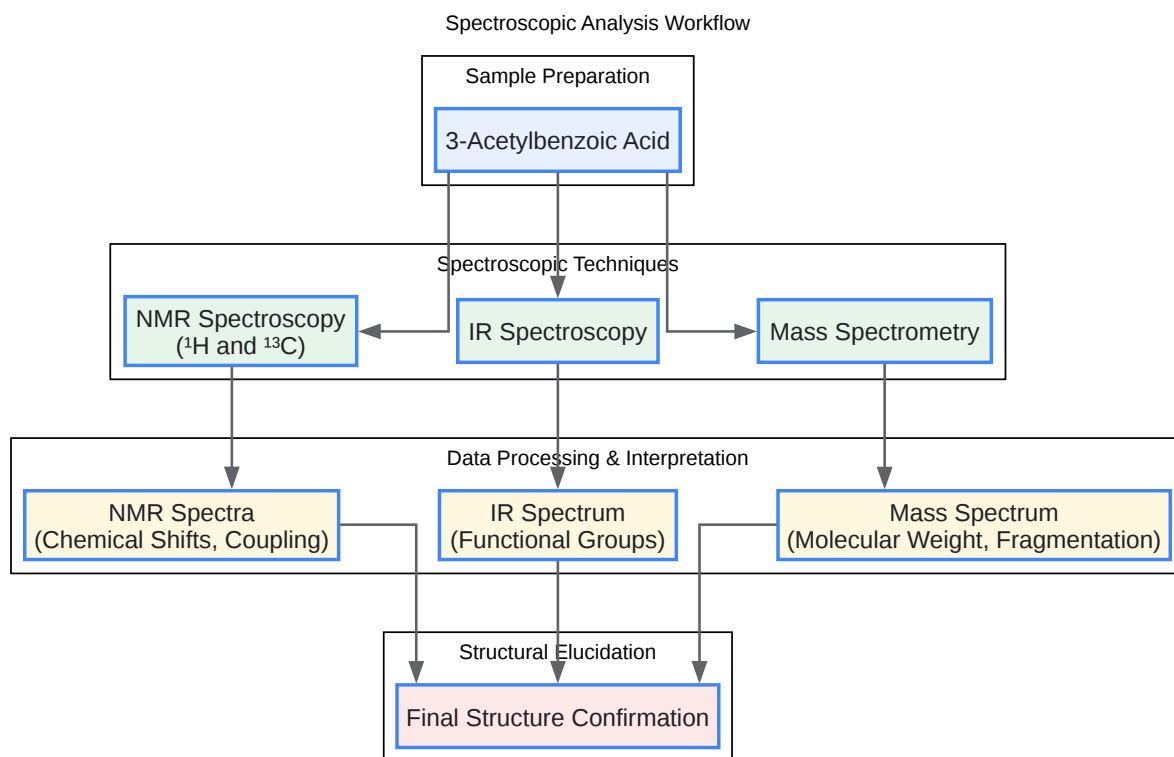 Spectroscopic Analysis Workflow
Sample Preparation
3-Acetylbenzoic Acid
Spectroscopic Techniques
NMR Spectroscopy
(¹H and ¹³C)
IR Spectroscopy
Mass Spectrometry
Data Processing & Interpretation
NMR Spectra
(Chemical Shifts, Coupling)
IR Spectrum
(Functional Groups)
Mass Spectrum
(Molecular Weight, Fragmentation)
Structural Elucidation
Final Structure Confirmation